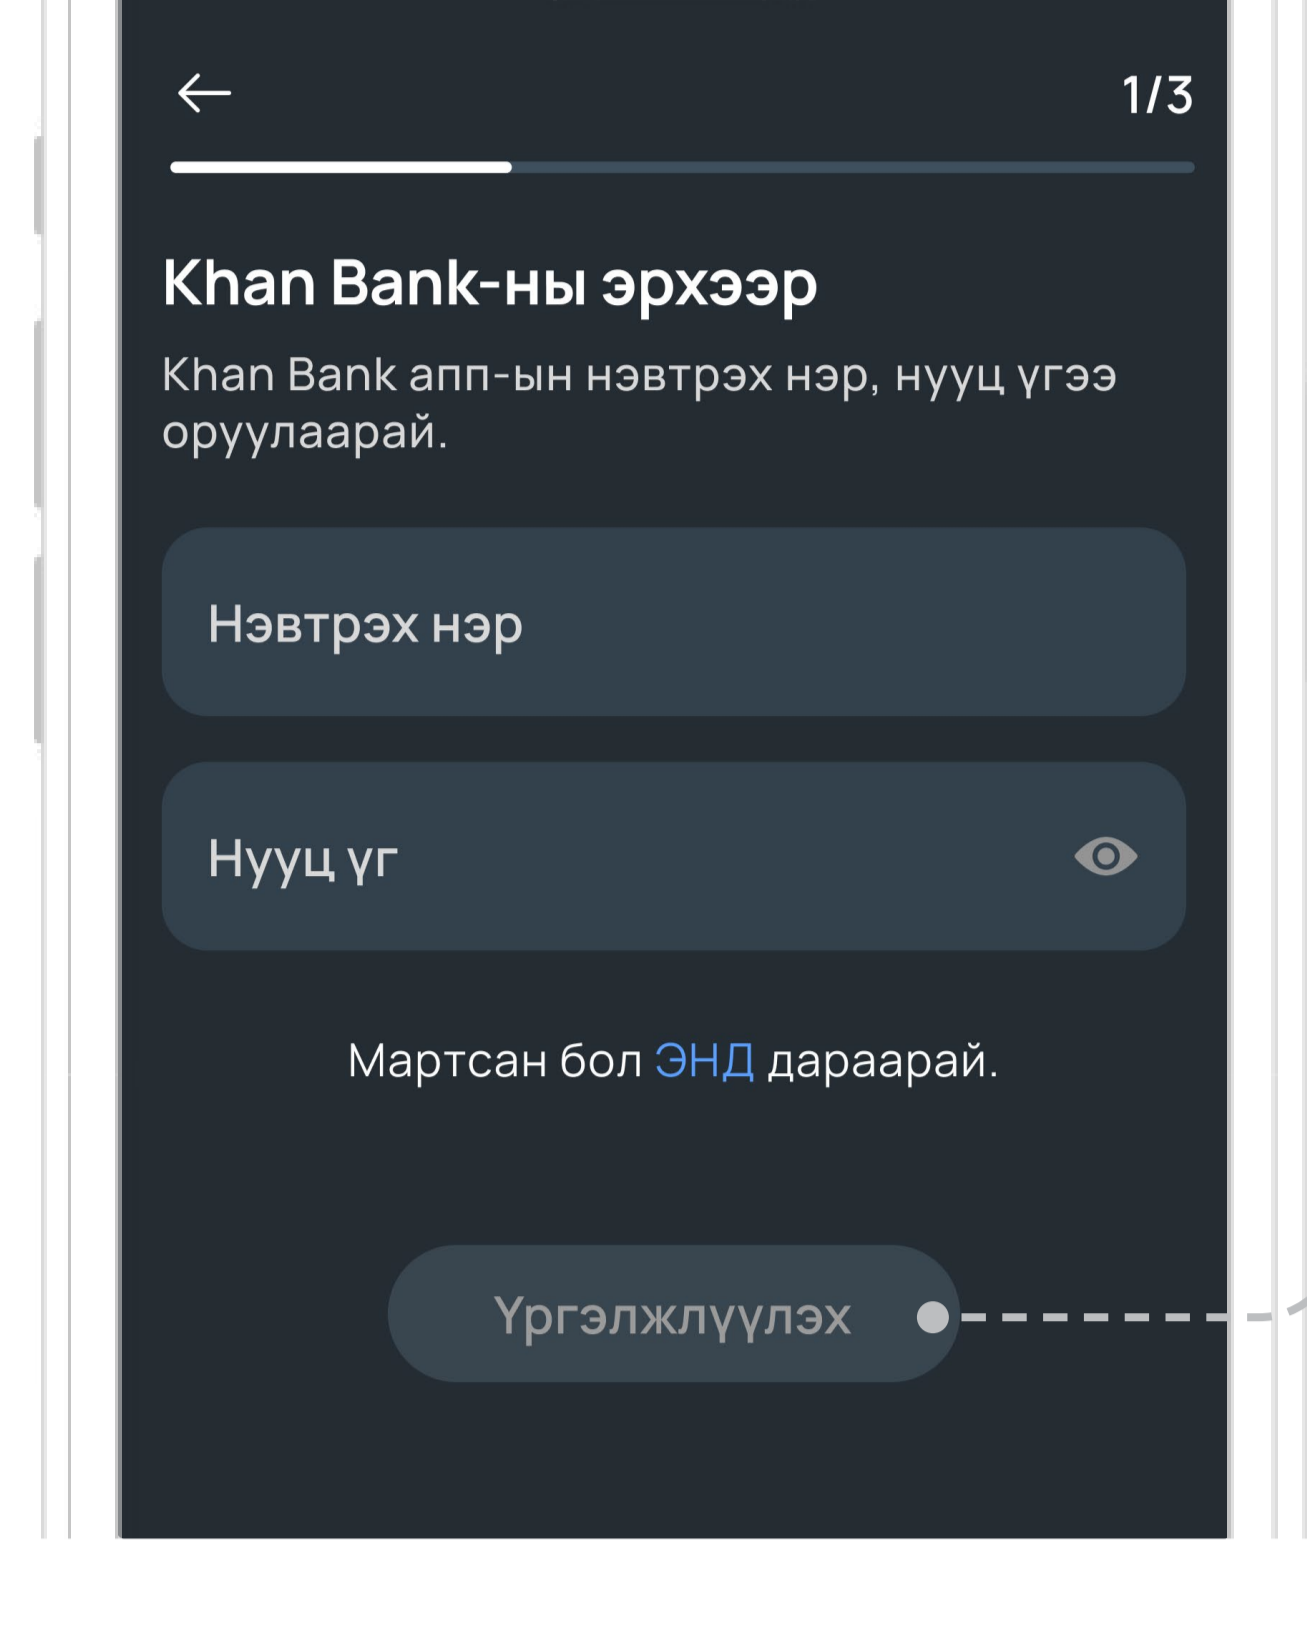 1/3
Khan Bank-ны эрхээр
Khan Bank апп-ын нэвтрэх нэр, нууц үгээ
оруулаарай.
Нэвтрэх нэр
Нууц үг
Мартсан бол ЭНД дараарай.
Үргэлжлүүлэх